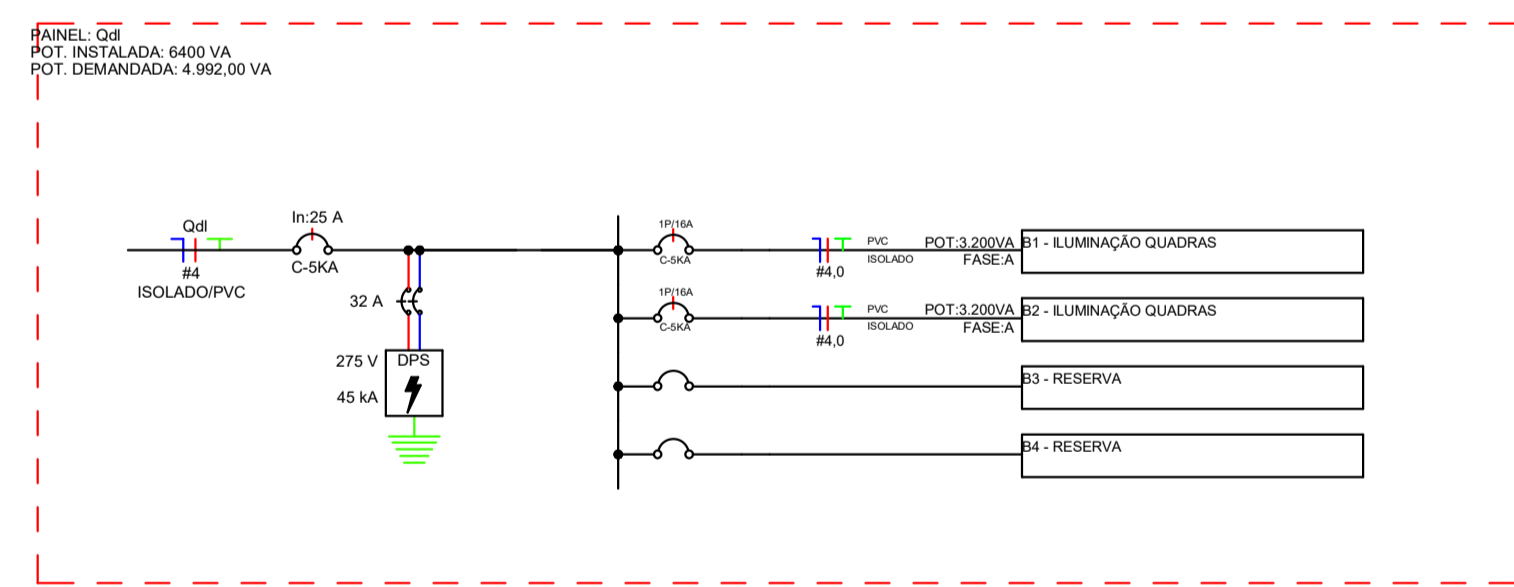 PAINEL: Qdl
POT. INSTALADA: 6400 VA
POT. DEMANDADA: 4.992,00 VA
Qdl
#4
ISOLADO/PVC
In:25 A
C-5KA
32 A
275 V
DPS
45 kA
1P/16A
C-5KA
#4,0
PVC
ISOLADO
POT:3.200VA
FASE:A
B1 - ILUMINAÇÃO QUADRAS
1P/16A
C-5KA
#4,0
PVC
ISOLADO
POT:3.200VA
FASE:A
B2 - ILUMINAÇÃO QUADRAS
B3 - RESERVA
B4 - RESERVA